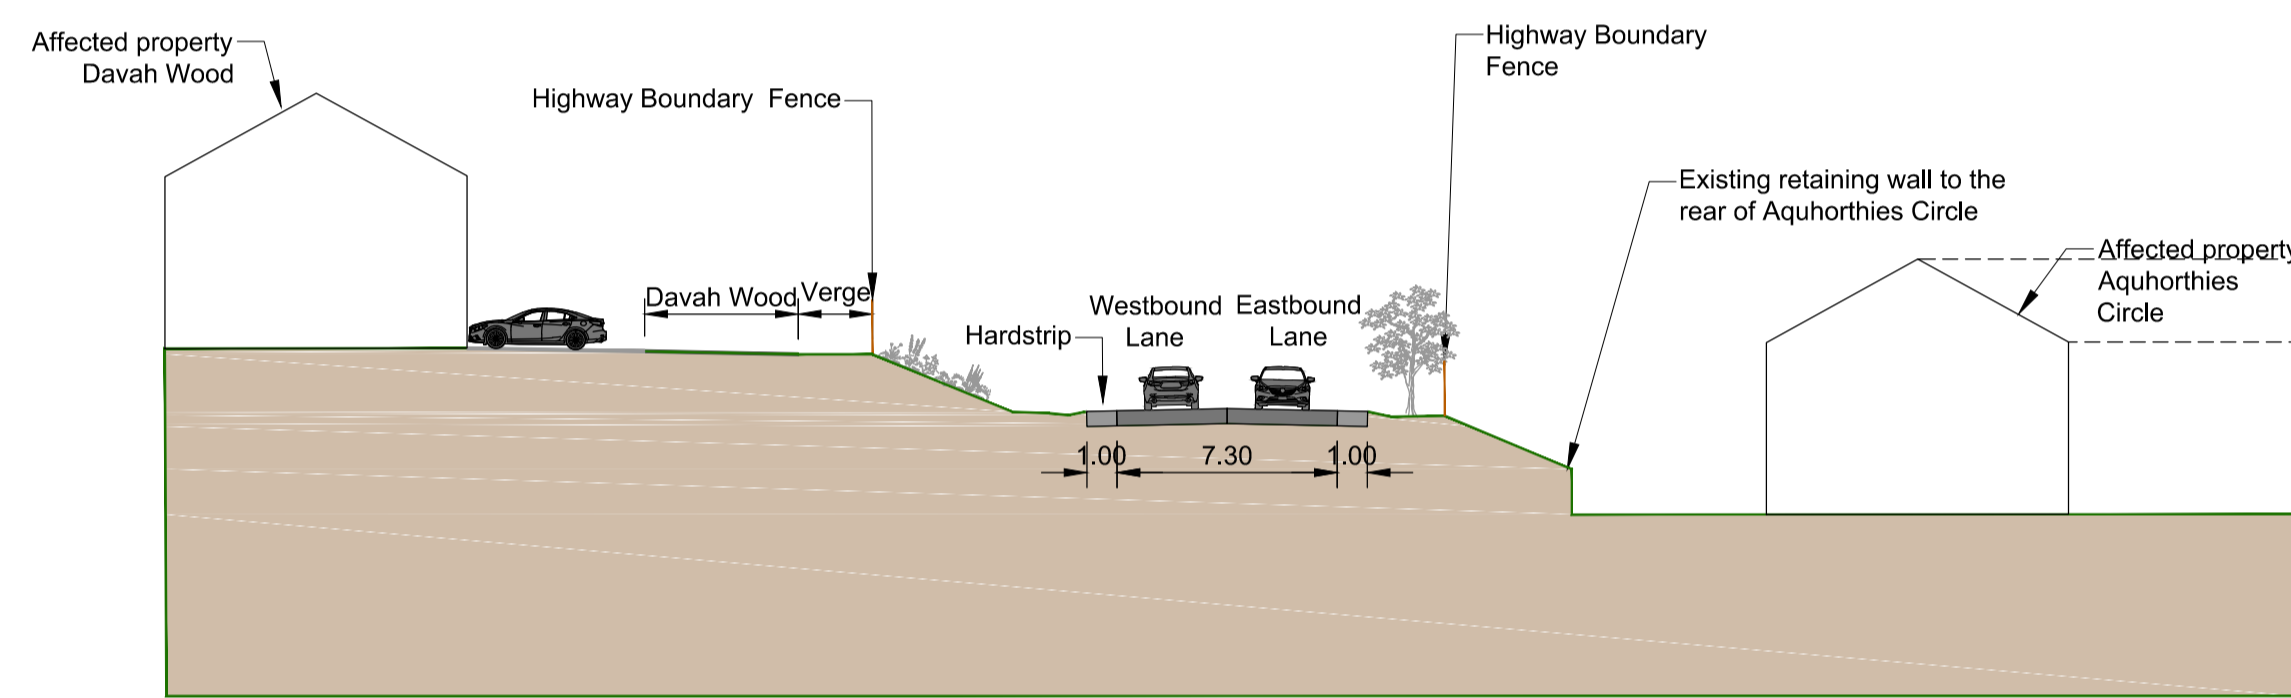 Affected property
Davah Wood
Highway Boundary Fence
Highway Boundary
Fence
Existing retaining wall to the
rear of Aquhorthies Circle
Affected property
Aquhorthies
Circle
Davah Wood
Verge
Hardstrip
Westbound
Lane
Eastbound
Lane
1.00
7.30
1.00